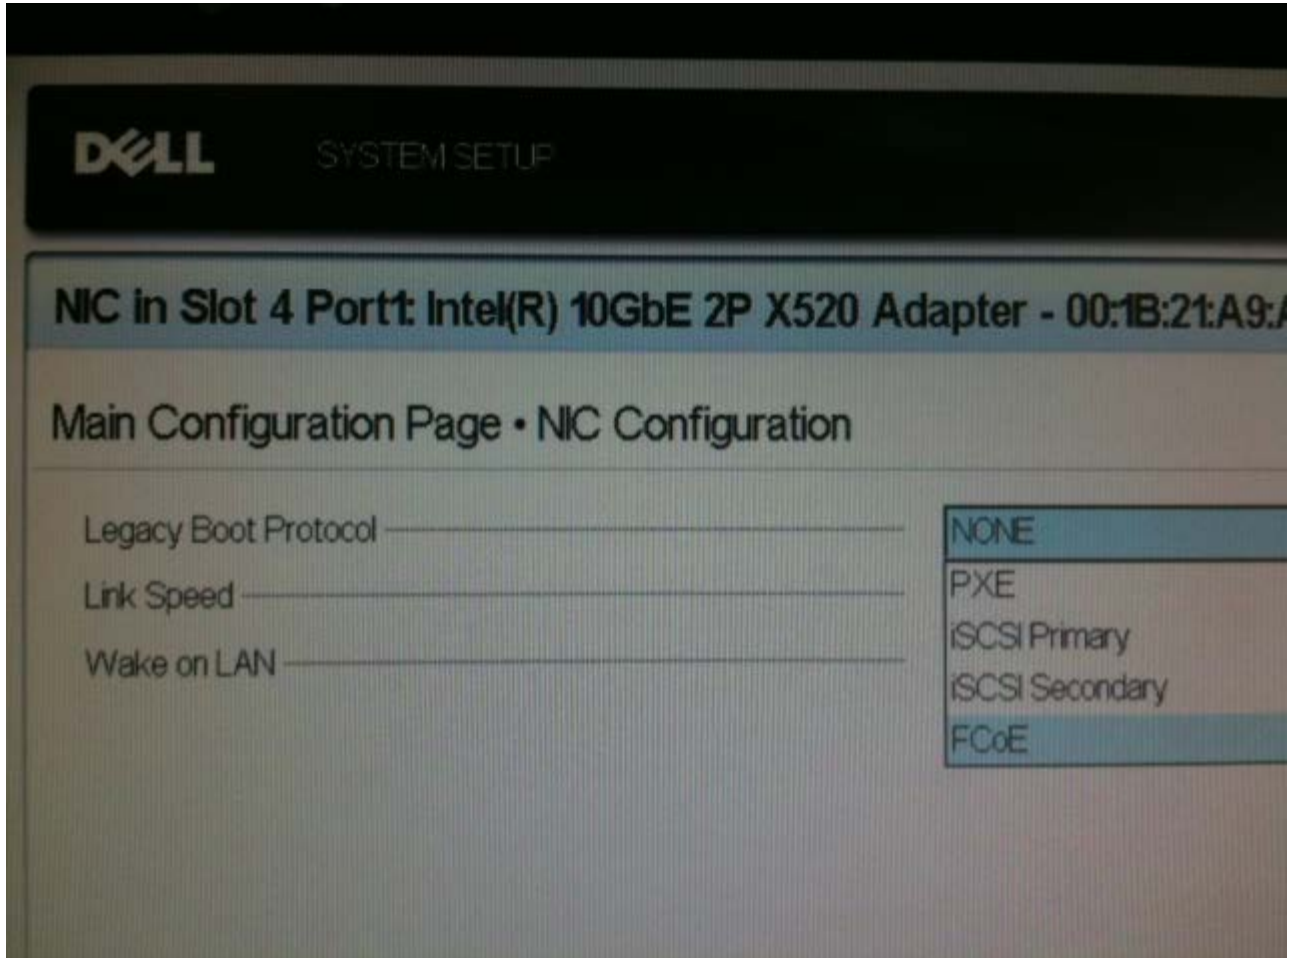 DELL SYSTEM SETUP
NIC in Slot 4 Port1: Intel(R) 10GbE 2P X520 Adapter - 00:1B:21:A9:
Main Configuration Page • NIC Configuration
Legacy Boot Protocol
NONE
PXE
Link Speed
iSCSI Primary
Wake on LAN
iSCSI Secondary
FCoE